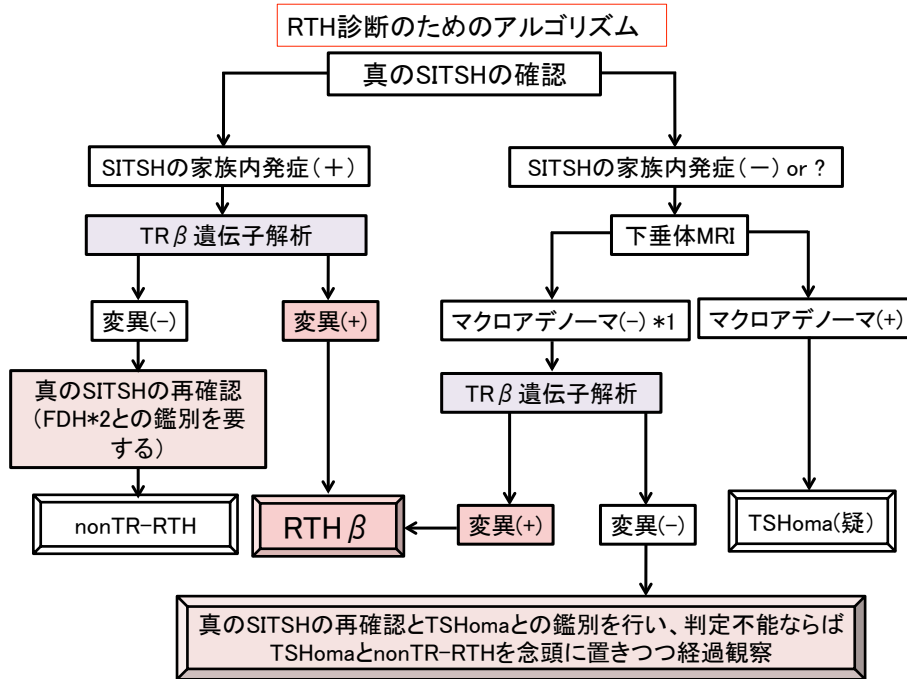 RTH診断のためのアルゴリズム
真のSITSHの確認
SITSHの家族内発症(＋)
SITSHの家族内発症(－) or ?
TRβ遺伝子解析
下垂体MRI
変異(-)
変異(+)
マクロアデノーマ(-) *1
マクロアデノーマ(+)
真のSITSHの再確認
(FDH*2との鑑別を要
する)
TRβ遺伝子解析
nonTR-RTH
RTHβ
変異(+)
変異(-)
TSHoma(疑)
真のSITSHの再確認とTSHomaとの鑑別を行い、判定不能ならば
TSHomaとnonTR-RTHを念頭に置きつつ経過観察